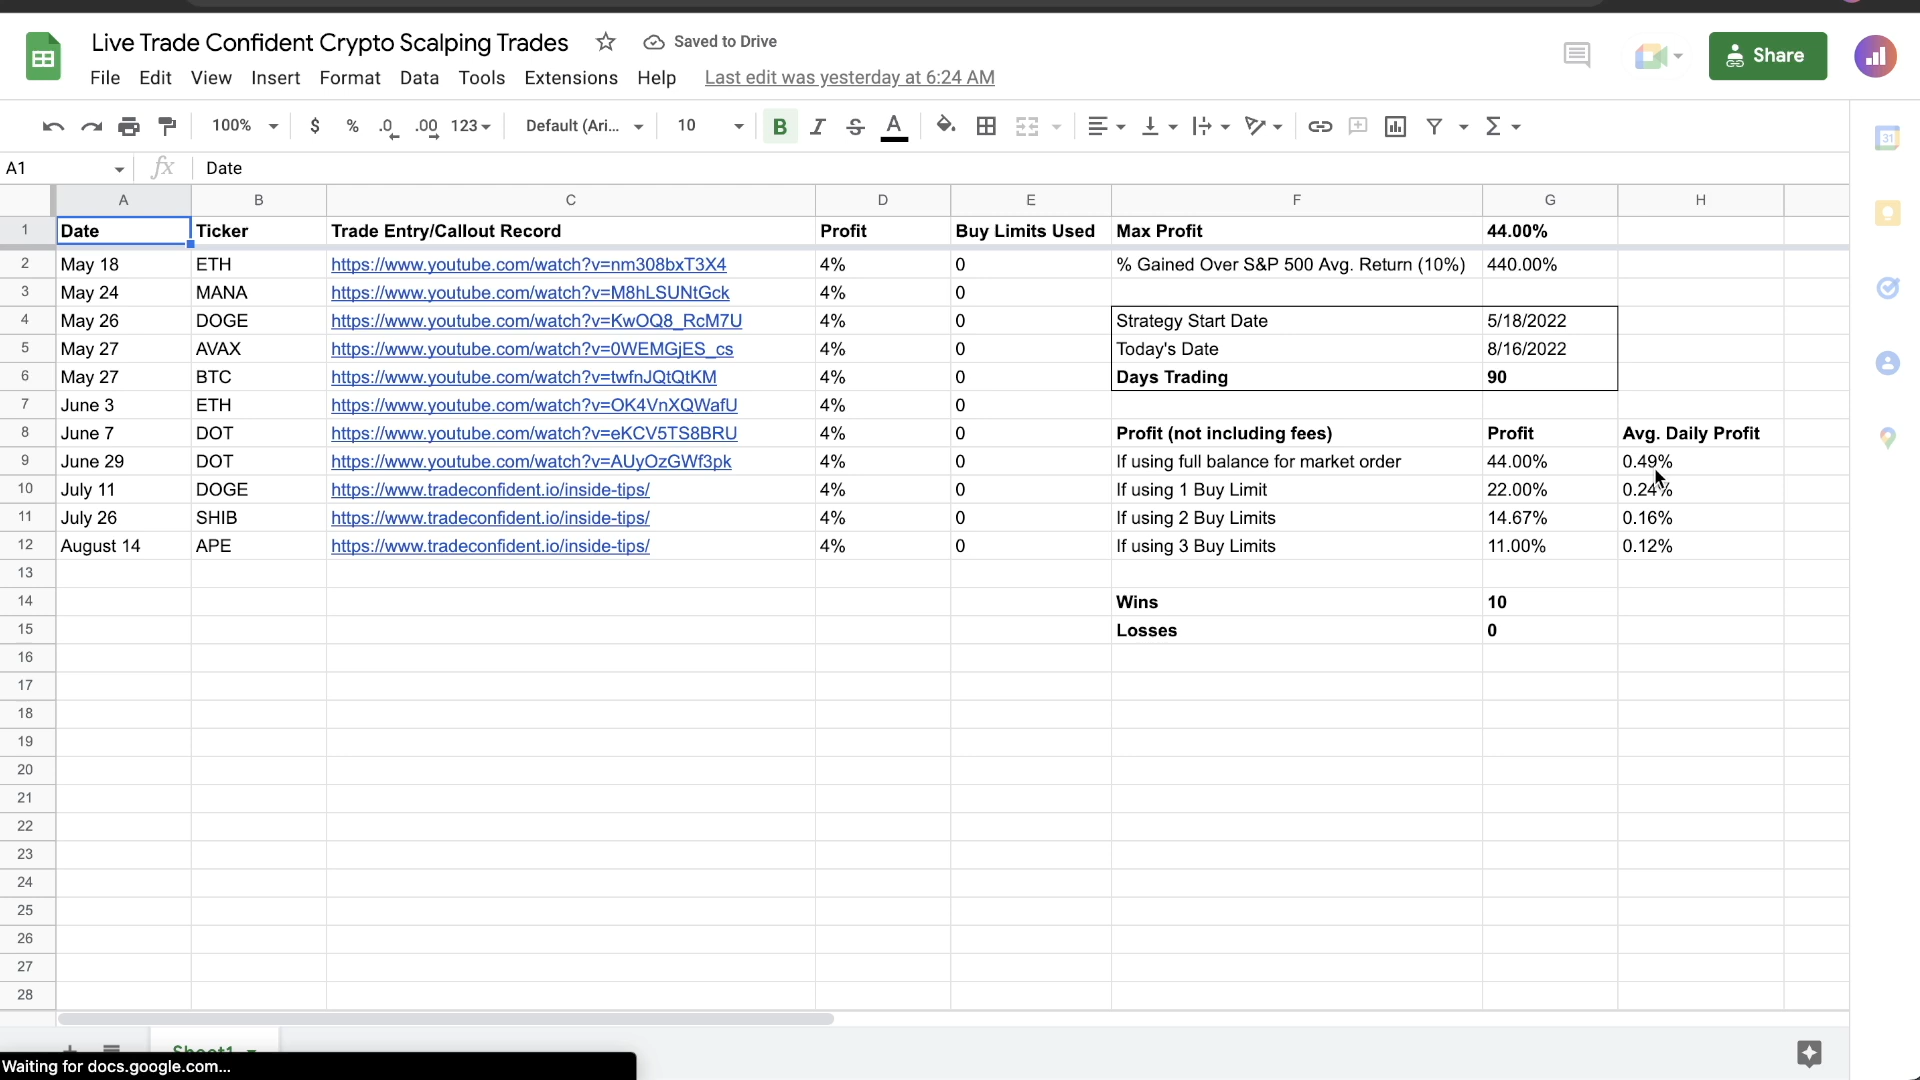 Live Trade Confident Crypto Scalping Trades Saved to Drive
File Edit View Insert Format Data Tools Extensions Help Last edit was yesterday at 6:24 AM
Share
100% $ % .0 .00 123 Default (Ari... 10 B I S A
31
A1 fx Date
A B C D E F G H
1 Date Ticker Trade Entry/Callout Record Profit Buy Limits Used Max Profit 44.00%
2 May 18 ETH https://www.youtube.com/watch?v=nm308bxT3X4 4% 0 % Gained Over S&P 500 Avg. Return (10%) 440.00%
3 May 24 MANA https://www.youtube.com/watch?v=M8hLSUNtGck 4% 0
4 May 26 DOGE https://www.youtube.com/watch?v=KwOQ8_RcM7U 4% 0 Strategy Start Date 5/18/2022
5 May 27 AVAX https://www.youtube.com/watch?v=0WEMGjES_cs 4% 0 Today's Date 8/16/2022
6 May 27 BTC https://www.youtube.com/watch?v=twfnJQtQtKM 4% 0 Days Trading 90
7 June 3 ETH https://www.youtube.com/watch?v=OK4VnXQWafU 4% 0
8 June 7 DOT https://www.youtube.com/watch?v=eKCV5TS8BRU 4% 0 Profit (not including fees) Profit Avg. Daily Profit
9 June 29 DOT https://www.youtube.com/watch?v=AUyOzGWf3pk 4% 0 If using full balance for market order 44.00% 0.49%
10 July 11 DOGE https://www.tradeconfident.io/inside-tips/ 4% 0 If using 1 Buy Limit 22.00% 0.24%
11 July 26 SHIB https://www.tradeconfident.io/inside-tips/ 4% 0 If using 2 Buy Limits 14.67% 0.16%
12 August 14 APE https://www.tradeconfident.io/inside-tips/ 4% 0 If using 3 Buy Limits 11.00% 0.12%
13
14 Wins 10
15 Losses 0
16
17
18
19
20
21
22
23
24
25
26
27
28
Sheet1
Waiting for docs.google.com...